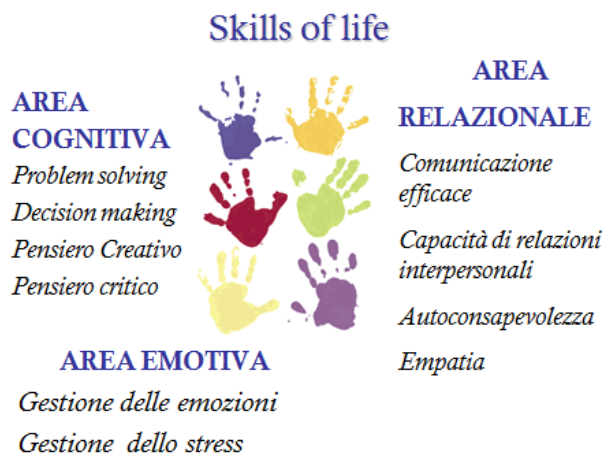 Skills of life
AREA
COGNITIVA
Problem solving
Decision making
Pensiero Creativo
Pensiero critico
AREA
RELAZIONALE
Comunicazione
efficace
Capacità di relazioni
interpersonali
Autoconsapevolezza
Empatia
AREA EMOTIVA
Gestione delle emozioni
Gestione dello stress